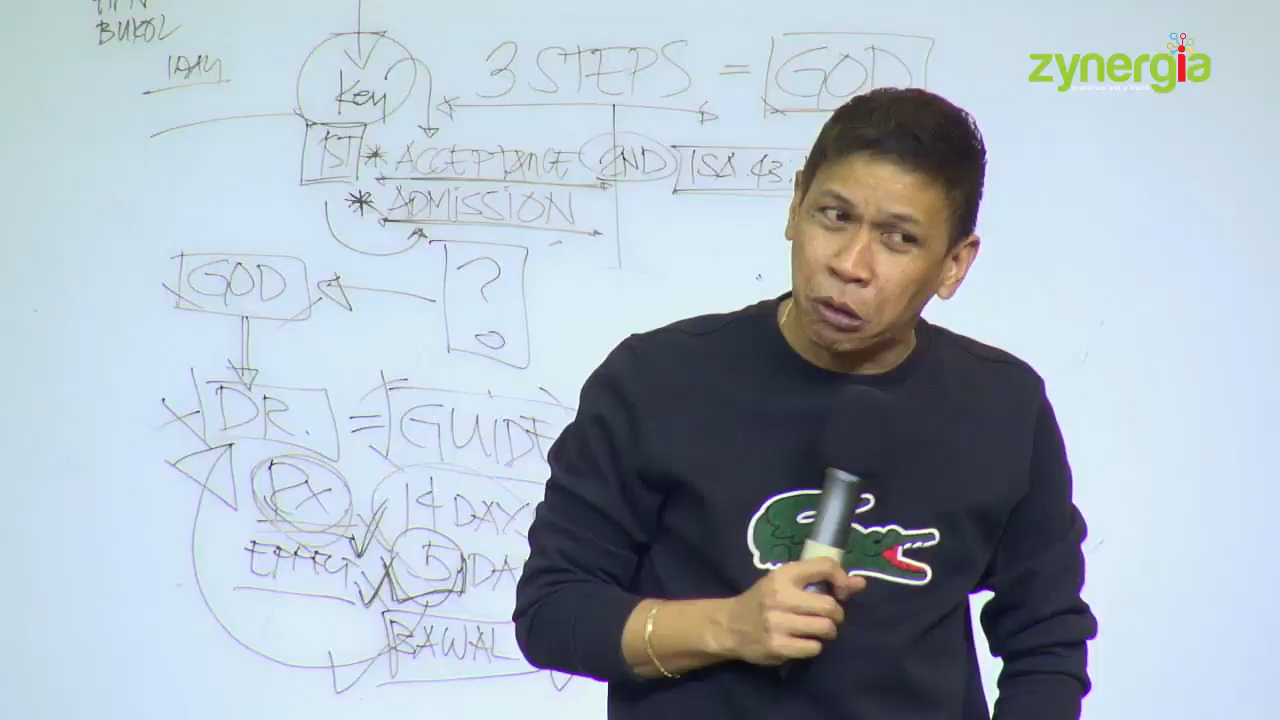 BUKOL
1 DAY
zynergia
Key
3 STEPS = GOD
1ST * ACCEPTANCE 2ND ISA. 43:
* ADMISSION
GOD
?
DR. = GUIDE
RX 14 DAYS
EFFECT 5 DA
BAWAL